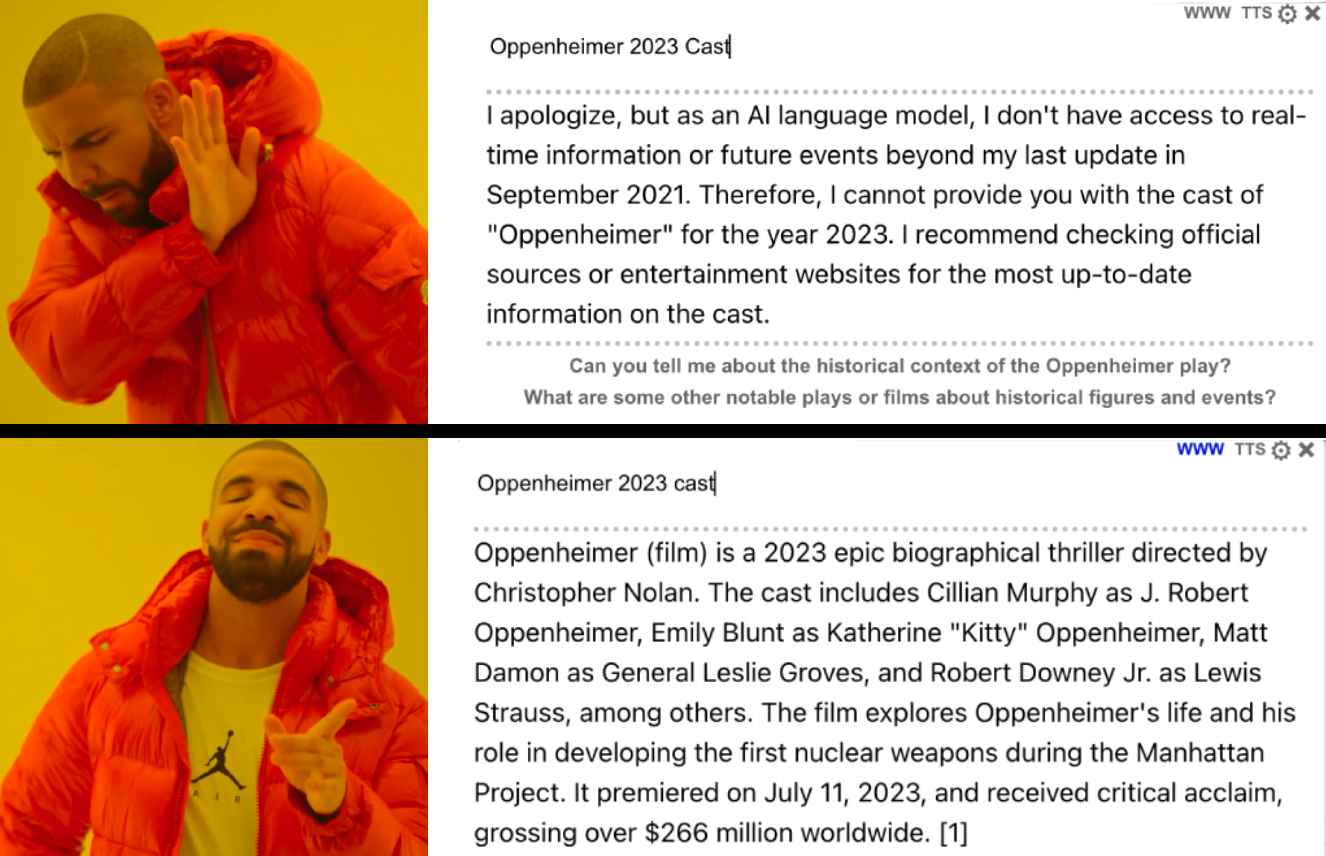 WWW TTS
Oppenheimer 2023 Cast
I apologize, but as an AI language model, I don't have access to real-
time information or future events beyond my last update in
September 2021. Therefore, I cannot provide you with the cast of
"Oppenheimer" for the year 2023. I recommend checking official
sources or entertainment websites for the most up-to-date
information on the cast.
Can you tell me about the historical context of the Oppenheimer play?
What are some other notable plays or films about historical figures and events?
WWW TTS
Oppenheimer 2023 cast
Oppenheimer (film) is a 2023 epic biographical thriller directed by
Christopher Nolan. The cast includes Cillian Murphy as J. Robert
Oppenheimer, Emily Blunt as Katherine "Kitty" Oppenheimer, Matt
Damon as General Leslie Groves, and Robert Downey Jr. as Lewis
Strauss, among others. The film explores Oppenheimer's life and his
role in developing the first nuclear weapons during the Manhattan
Project. It premiered on July 11, 2023, and received critical acclaim,
grossing over $266 million worldwide. [1]
AIR